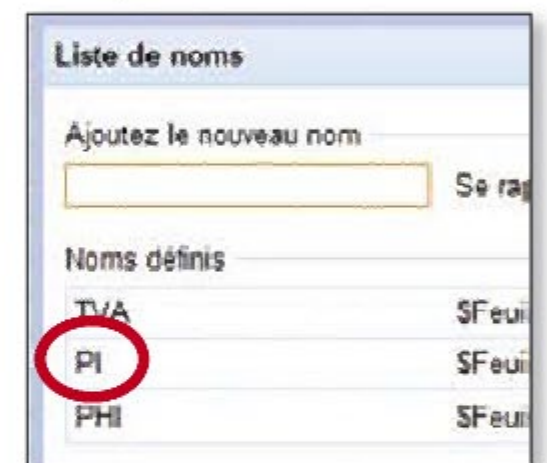 Liste de noms
Ajoutez le nouveau nom
Se rap
Noms définis
TVA $Feuil
PI $Feuil
PHI $Feuil